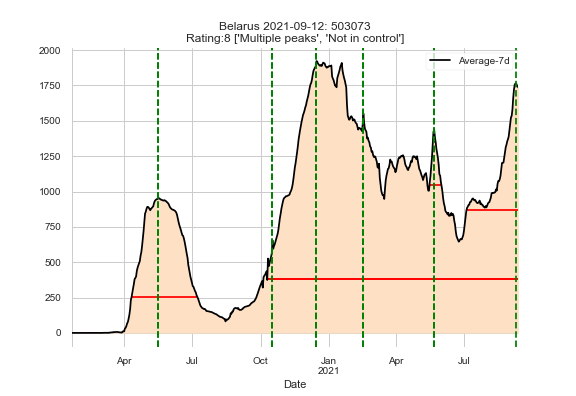 Belarus 2021-09-12: 503073
Rating:8 ['Multiple peaks', 'Not in control']
Average-7d
2000
1750
1500
1250
1000
750
500
250
0
Apr Jul Oct Jan Apr Jul
2021
Date